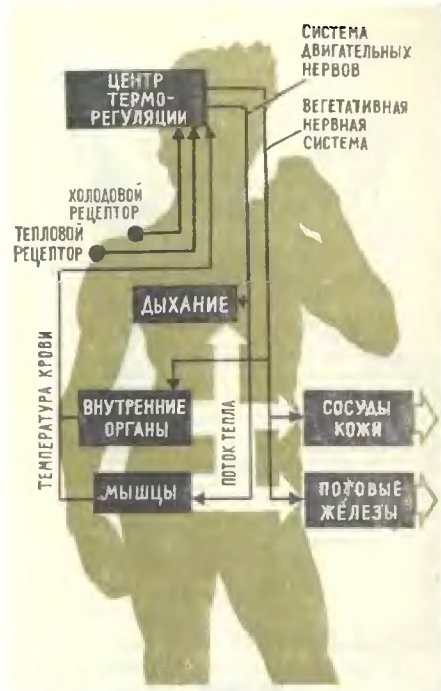 СИСТЕМА
ДВИГАТЕЛЬНЫХ
НЕРВОВ
ЦЕНТР
ТЕРМО-
РЕГУЛЯЦИИ
ВЕГЕТАТИВНАЯ
НЕРВНАЯ
СИСТЕМА
ХОЛОДОВОЙ
РЕЦЕПТОР
ТЕПЛОВОЙ
РЕЦЕПТОР
ДЫХАНИЕ
ТЕМПЕРАТУРА КРОВИ
ВНУТРЕННИЕ
ОРГАНЫ
ПОТОК ТЕПЛА
СОСУДЫ
КОЖИ
МЫШЦЫ
ПОТОВЫЕ
ЖЕЛЕЗЫ